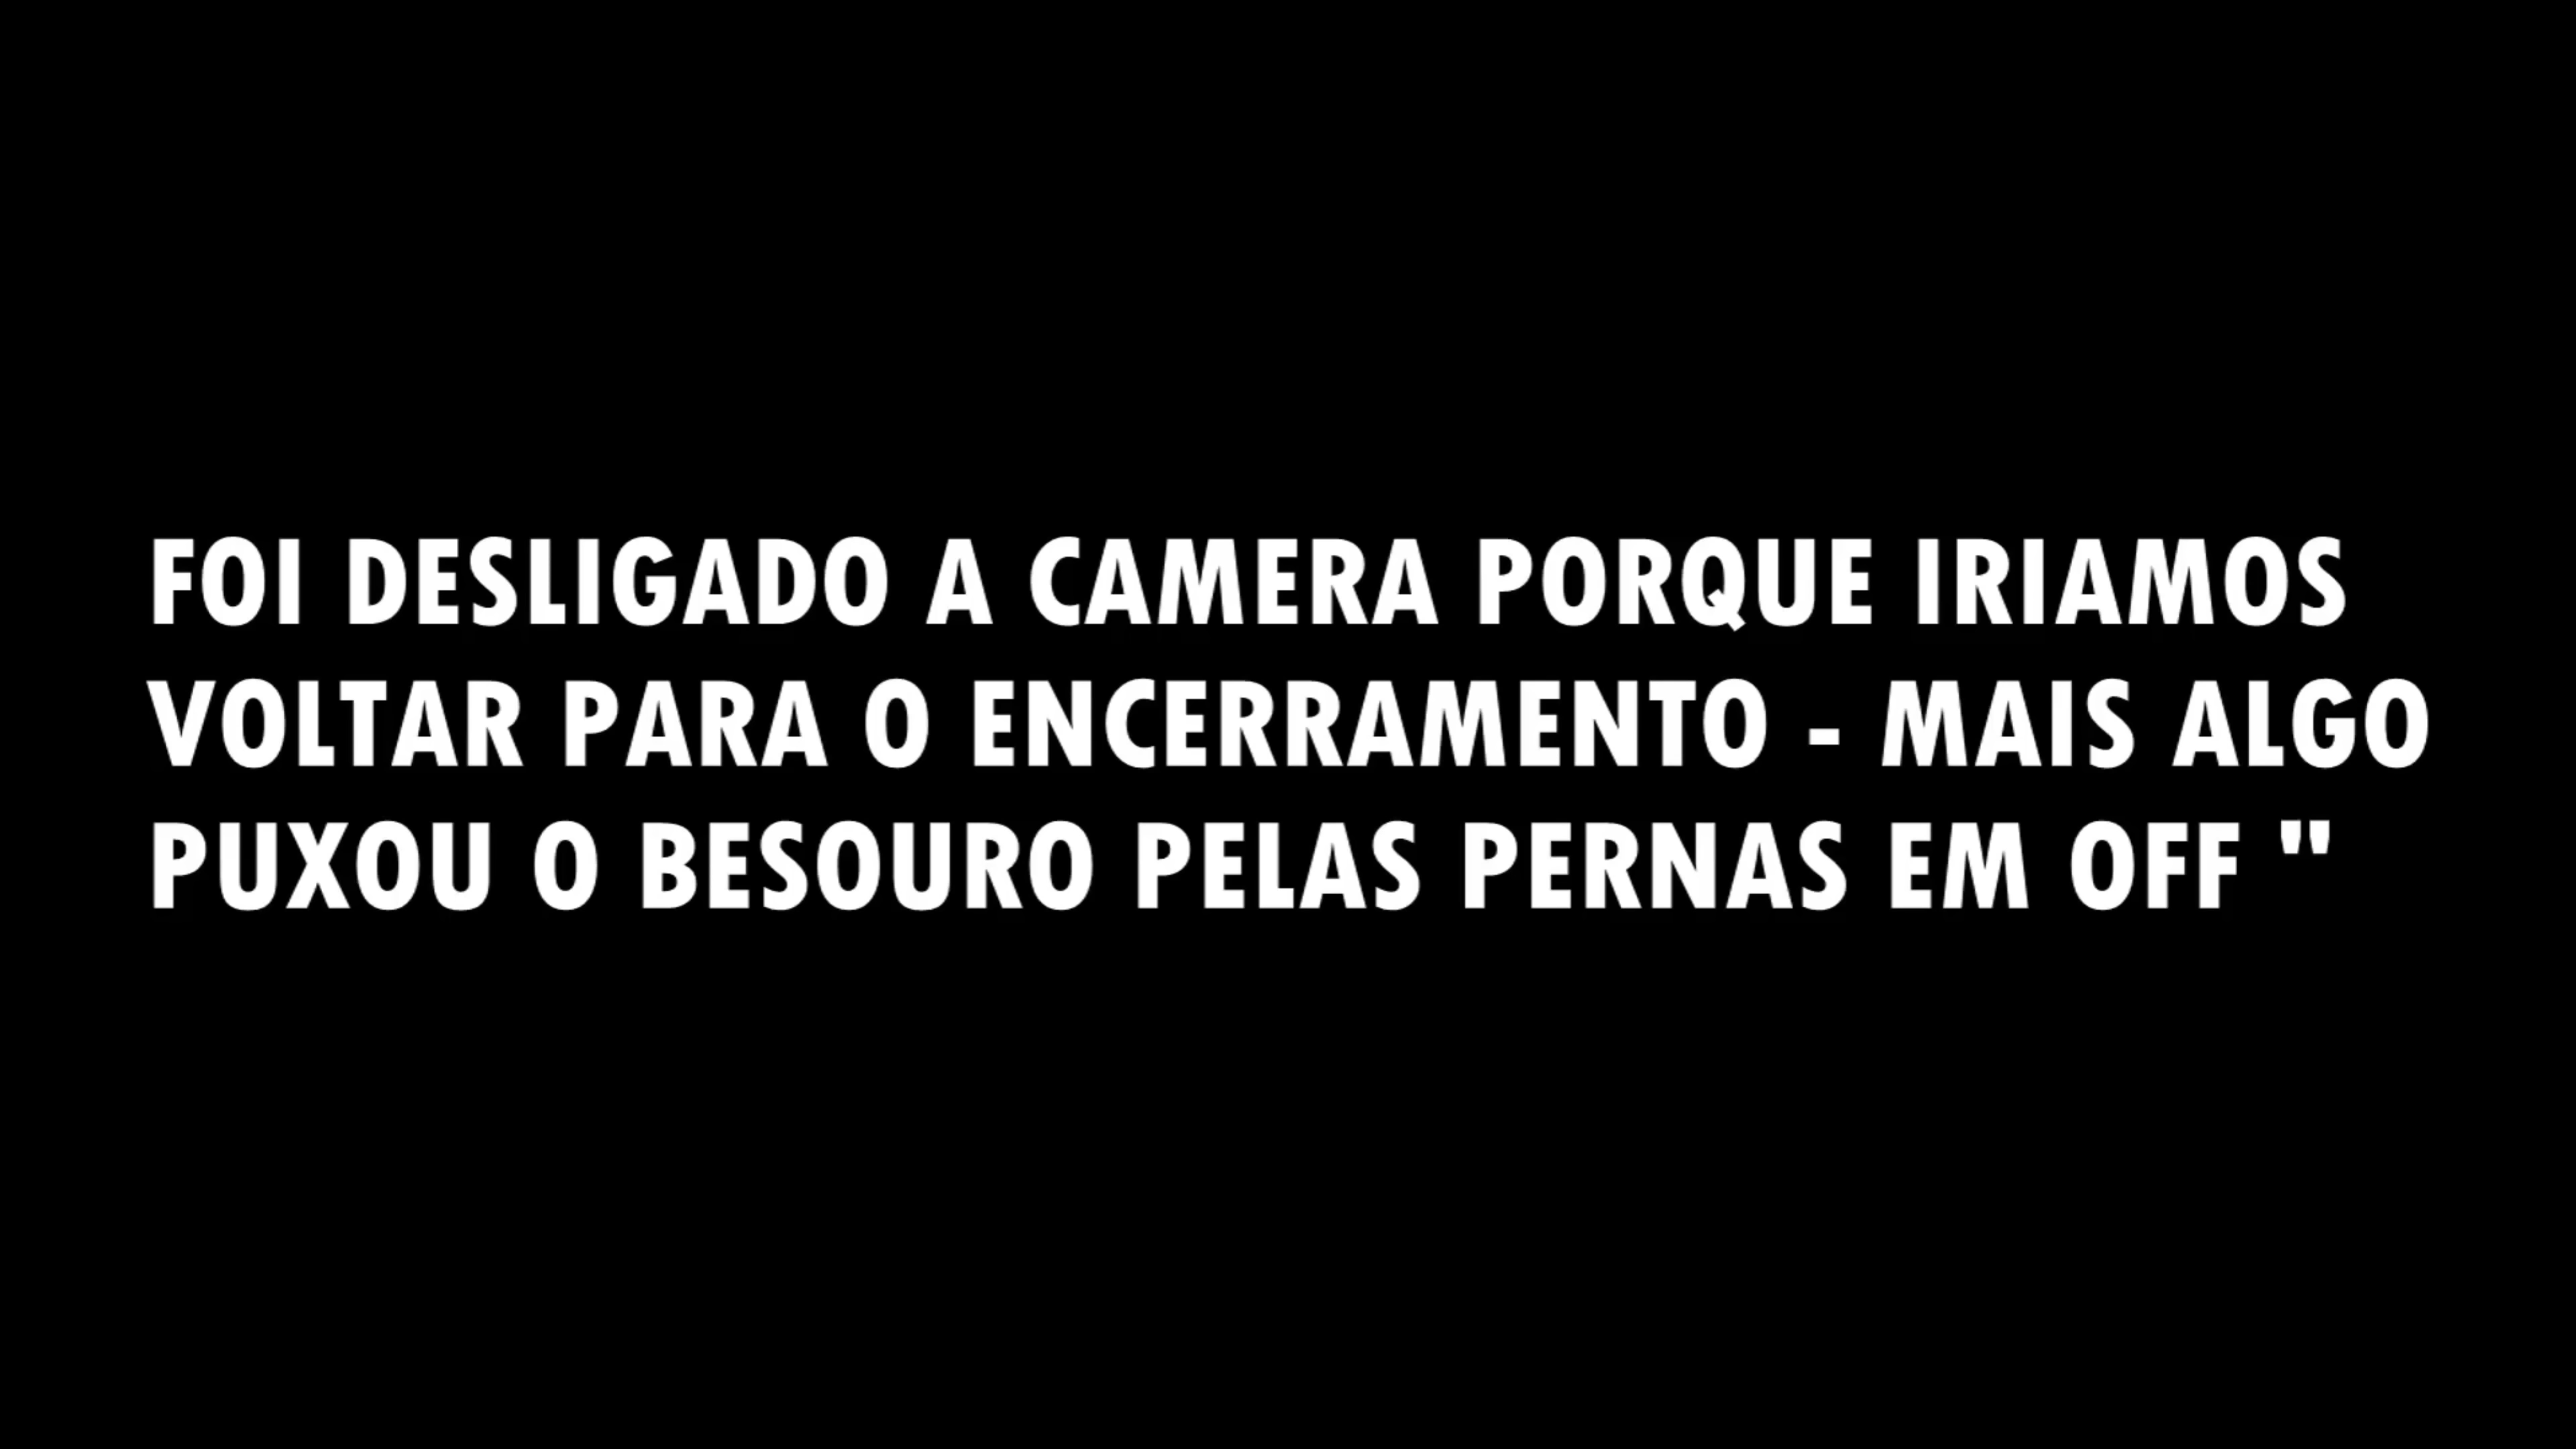 FOI DESLIGADO A CAMERA PORQUE IRIAMOS
VOLTAR PARA O ENCERRAMENTO - MAIS ALGO
PUXOU O BESOURO PELAS PERNAS EM OFF "